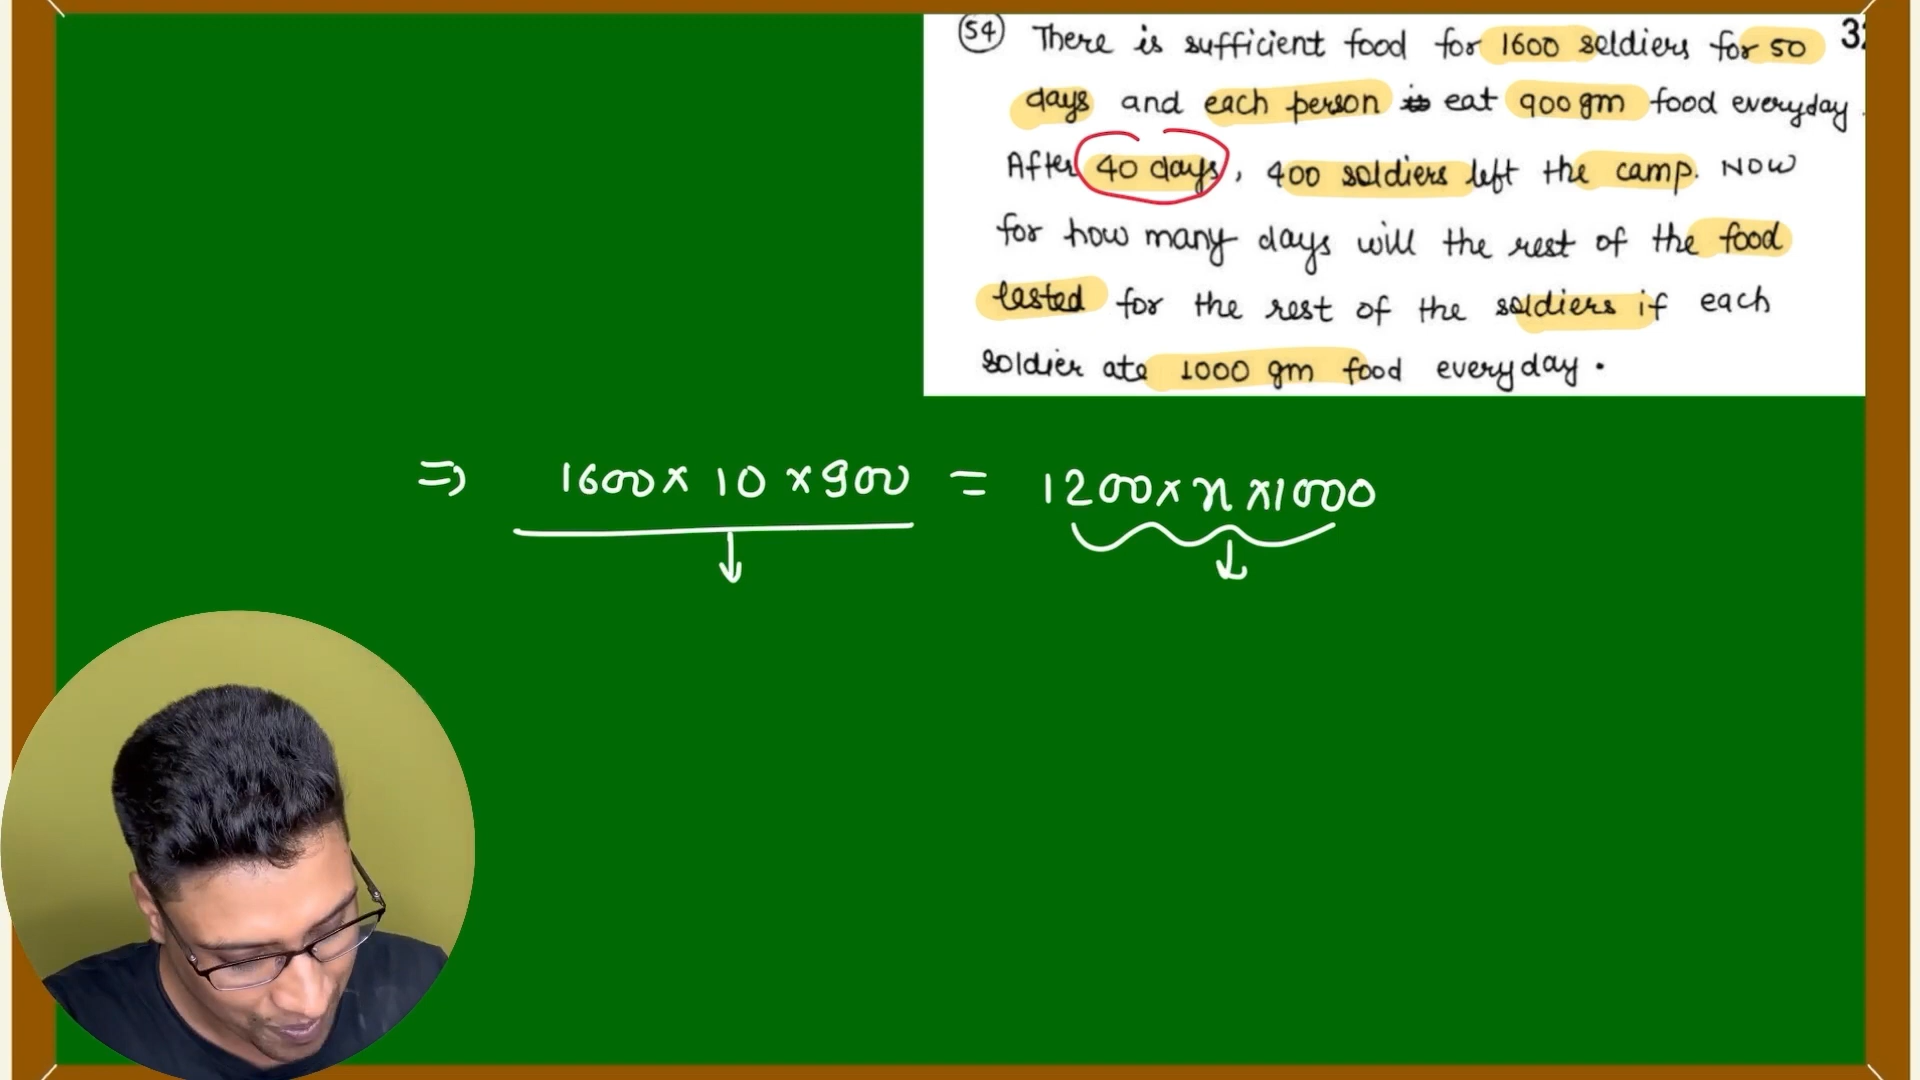 (54) There is sufficient food for 1600 soldiers for 50
days and each person eat 900 gm food everyday.
After 40 days, 400 soldiers left the camp. NOW
for how many days will the rest of the food
lasted for the rest of the soldiers if each
soldier ate 1000 gm food everyday.
⇒ 1600 × 10 × 900 = 1200 × n × 1000